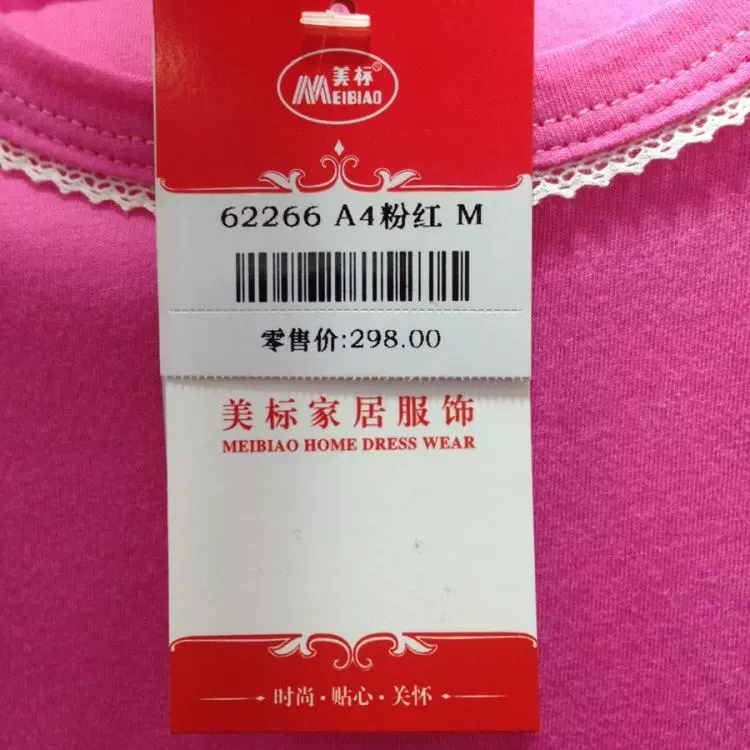 美标®
MEIBIAO
62266 A4粉红 M
零售价:298.00
美标家居服饰
MEIBIAO HOME DRESS WEAR
时尚·贴心·关怀